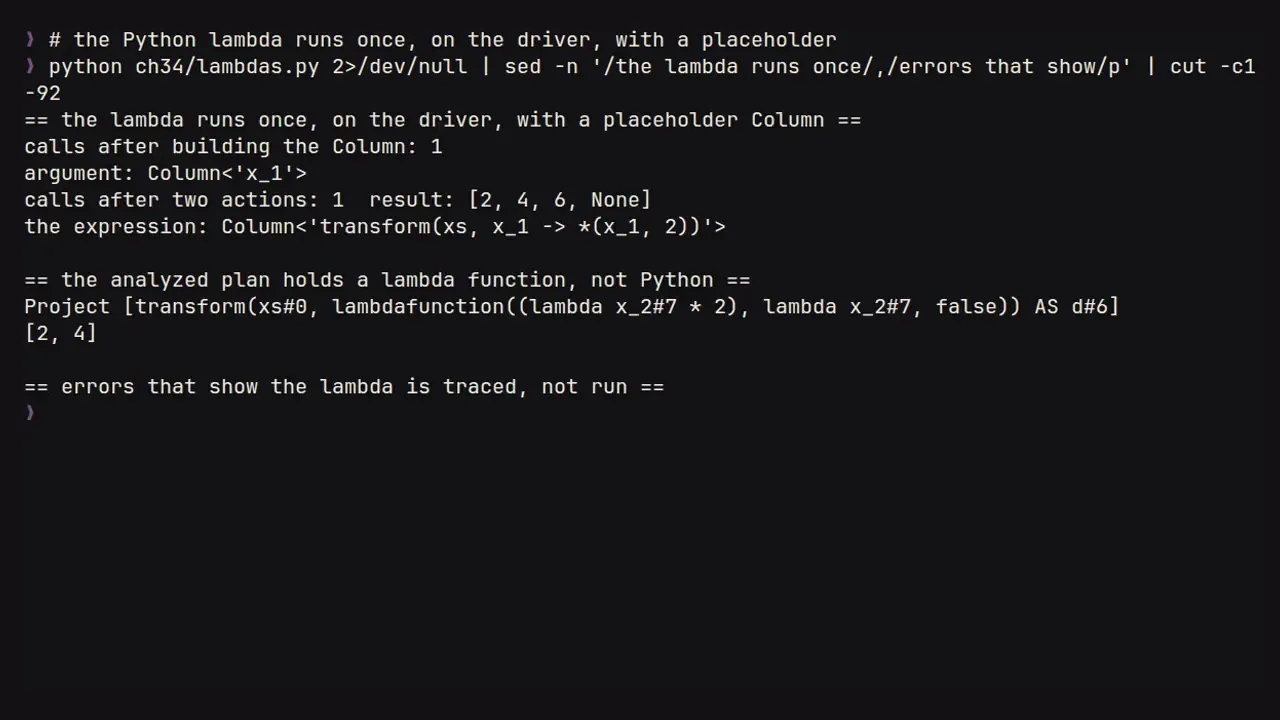 ❯ # the Python lambda runs once, on the driver, with a placeholder
❯ python ch34/lambdas.py 2>/dev/null | sed -n '/the lambda runs once/,/errors that show/p' | cut -c1
-92
== the lambda runs once, on the driver, with a placeholder Column ==
calls after building the Column: 1
argument: Column<'x_1'>
calls after two actions: 1  result: [2, 4, 6, None]
the expression: Column<'transform(xs, x_1 -> *(x_1, 2))'>

== the analyzed plan holds a lambda function, not Python ==
Project [transform(xs#0, lambdafunction((lambda x_2#7 * 2), lambda x_2#7, false)) AS d#6]
[2, 4]

== errors that show the lambda is traced, not run ==
❯